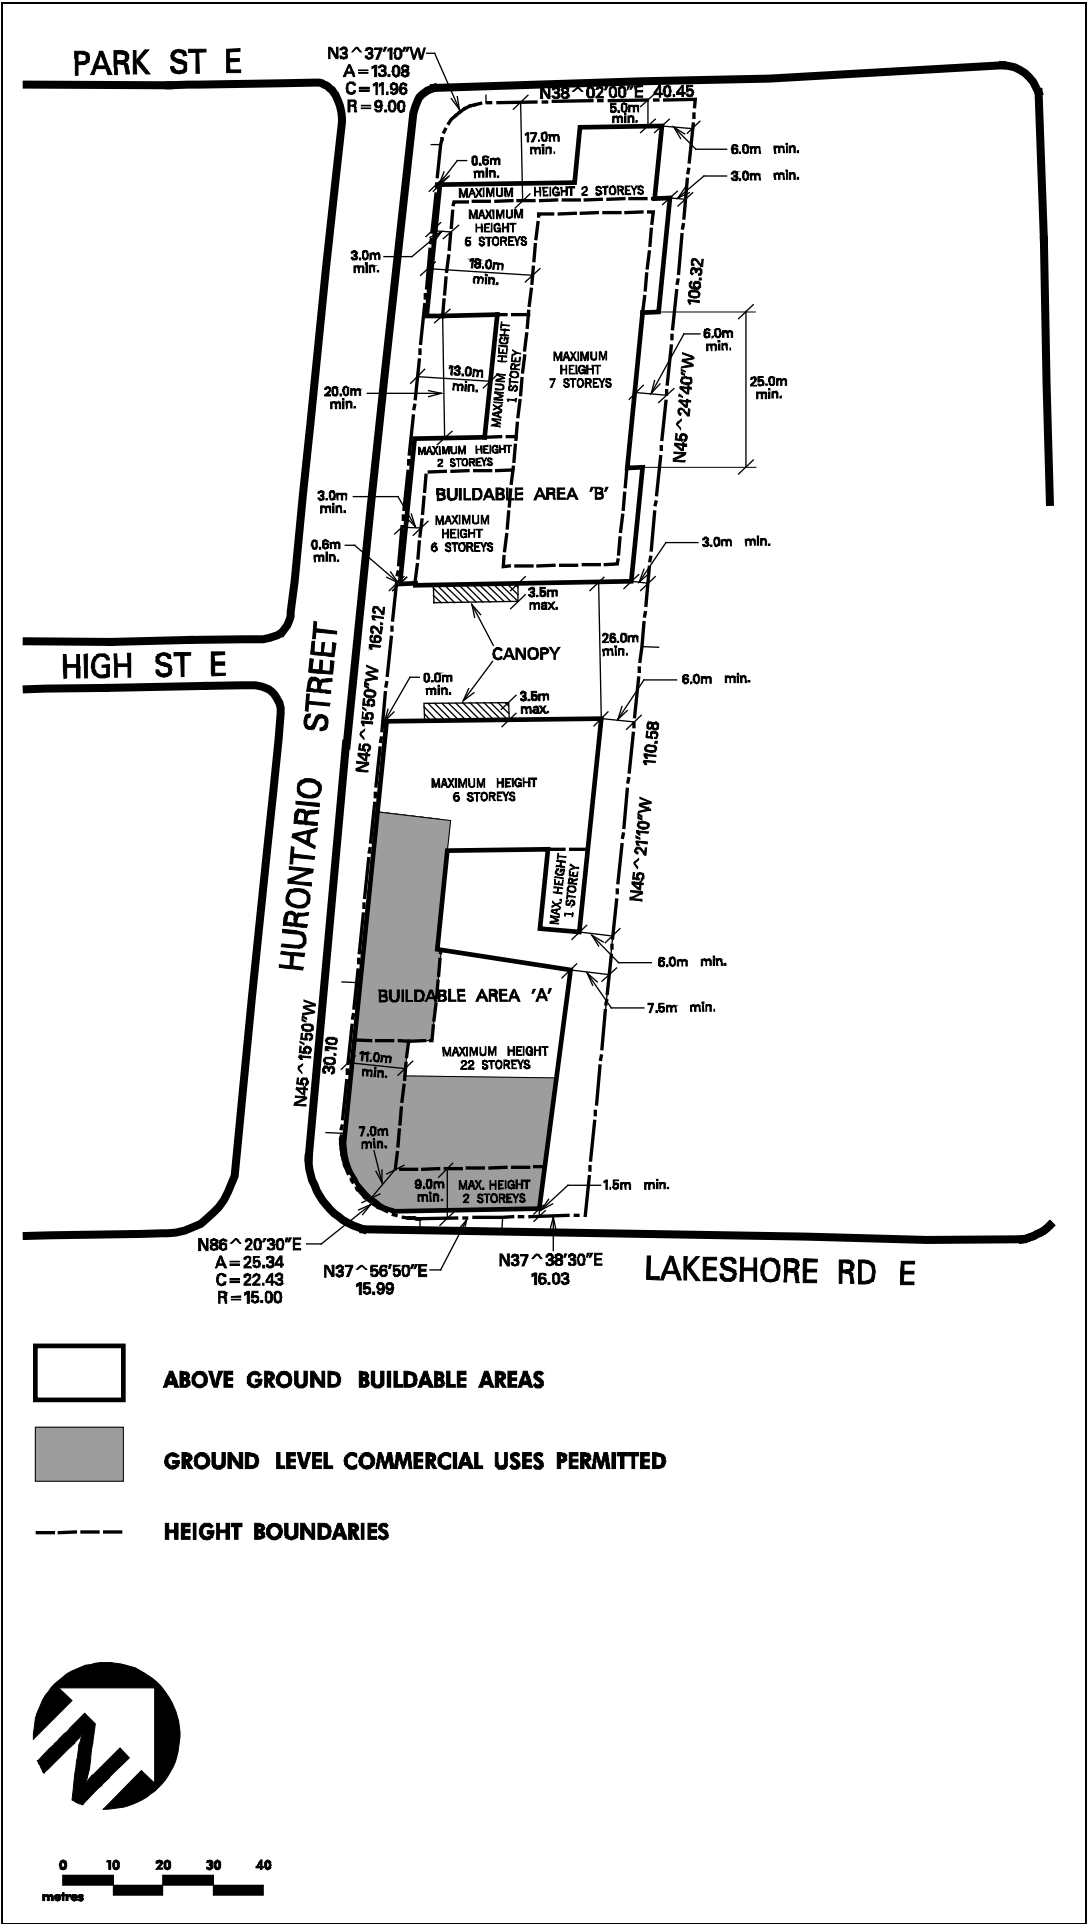 PARK ST E
N3^37'10"W
A=13.08
C=11.96
R=9.00
N38^02'00"E 40.45
5.0m
min.
17.0m
min.
6.0m min.
0.6m
min.
3.0m min.
MAXIMUM HEIGHT 2 STOREYS
MAXIMUM
HEIGHT
6 STOREYS
3.0m
min.
18.0m
min.
106.32
N45^24'40"W
6.0m
min.
MAXIMUM HEIGHT
1 STOREY
MAXIMUM
HEIGHT
7 STOREYS
13.0m
min.
20.0m
min.
25.0m
min.
MAXIMUM HEIGHT
2 STOREYS
BUILDABLE AREA 'B'
3.0m
min.
MAXIMUM
HEIGHT
6 STOREYS
0.6m
min.
3.0m min.
3.5m
max.
162.12
N45^15'50"W
26.0m
min.
CANOPY
HIGH ST E
HURONTARIO STREET
0.0m
min.
3.5m
max.
6.0m min.
110.58
N45^21'10"W
MAXIMUM HEIGHT
6 STOREYS
MAX. HEIGHT
1 STOREY
6.0m min.
BUILDABLE AREA 'A'
7.5m min.
N45^15'50"W
30.10
11.0m
min.
MAXIMUM HEIGHT
22 STOREYS
7.0m
min.
9.0m
min.
MAX. HEIGHT
2 STOREYS
1.5m min.
N86^20'30"E
A=25.34
C=22.43
R=15.00
N37^56'50"E
15.99
N37^38'30"E
16.03
LAKESHORE RD E
ABOVE GROUND BUILDABLE AREAS
GROUND LEVEL COMMERCIAL USES PERMITTED
HEIGHT BOUNDARIES
N
0 10 20 30 40
metres